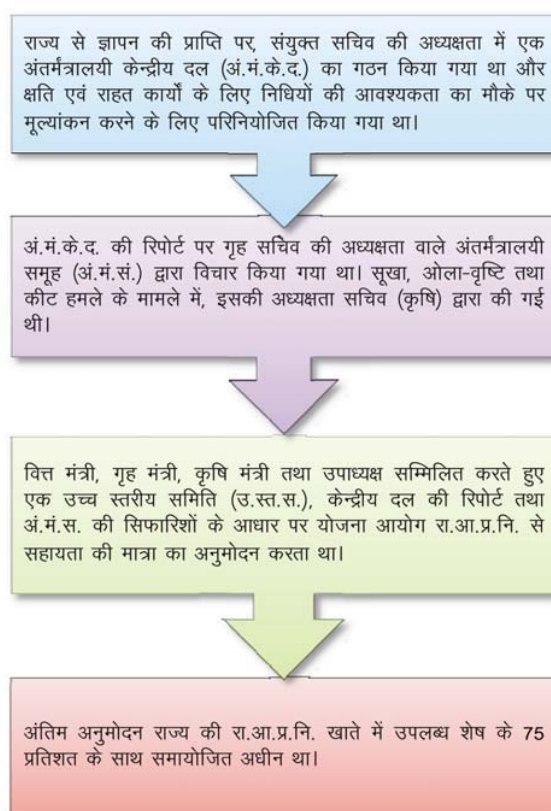 राज्य से ज्ञापन की प्राप्ति पर, संयुक्त सचिव की अध्यक्षता में एक
अंतर्मंत्रालयी केन्द्रीय दल (अं.मं.के.द.) का गठन किया गया था और
क्षति एवं राहत कार्यों के लिए निधियों की आवश्यकता का मौके पर
मूल्यांकन करने के लिए परिनियोजित किया गया था।
अं.मं.के.द. की रिपोर्ट पर गृह सचिव की अध्यक्षता वाले अंतर्मंत्रालयी
समूह (अं.मं.सं.) द्वारा विचार किया गया था। सूखा, ओला-वृष्टि तथा
कीट हमले के मामले में, इसकी अध्यक्षता सचिव (कृषि) द्वारा की गई
थी।
वित्त मंत्री, गृह मंत्री, कृषि मंत्री तथा उपाध्यक्ष सम्मिलित करते हुए
एक उच्च स्तरीय समिति (उ.स्त.स.), केन्द्रीय दल की रिपोर्ट तथा
अं.मं.स. की सिफारिशों के आधार पर योजना आयोग रा.आ.प्र.नि. से
सहायता की मात्रा का अनुमोदन करता था।
अंतिम अनुमोदन राज्य की रा.आ.प्र.नि. खाते में उपलब्ध शेष के 75
प्रतिशत के साथ समायोजित अधीन था।